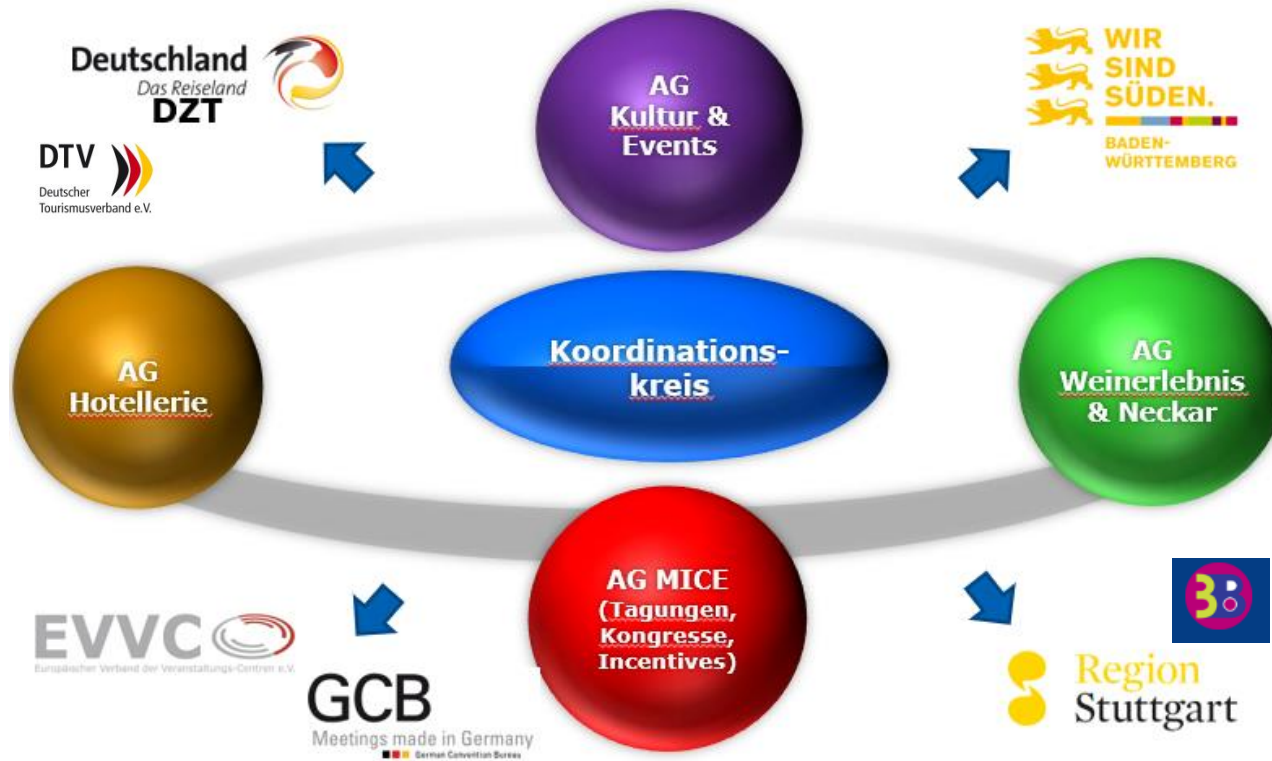 Deutschland
Das Reiseland
DZT
DTV
Deutscher
Tourismusverband e.V.
AG
Kultur &
Events
WIR
SIND
SÜDEN.
BADEN-
WÜRTTEMBERG
AG
Hotellerie
Koordinations-
kreis
AG
Weinerlebnis
& Neckar
AG MICE
(Tagungen,
Kongresse,
Incentives)
EVVC
Europäischer Verband der Veranstaltungs-Centren e.V.
GCB
Meetings made in Germany
German Convention Bureau
3B
Region
Stuttgart